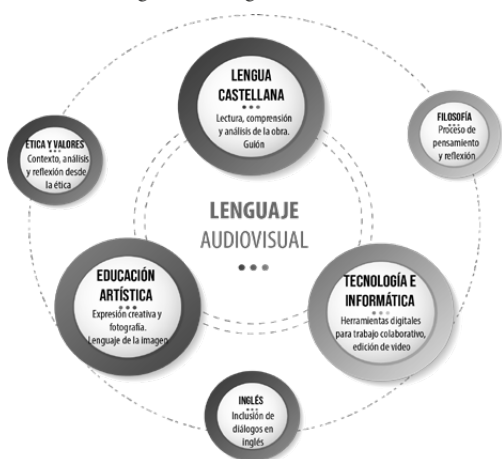 LENGUA
CASTELLANA
Lectura, comprensión
y análisis de la obra.
Guión
ÉTICA Y VALORES
Contexto, análisis
y reflexión desde
la ética
FILOSOFÍA
Proceso de
pensamiento
y reflexión
LENGUAJE
AUDIOVISUAL
EDUCACIÓN
ARTÍSTICA
Expresión creativa y
fotografía.
Lenguaje de la imagen
TECNOLOGÍA E
INFORMÁTICA
Herramientas digitales
para trabajo colaborativo,
edición de video
INGLÉS
Inclusión de
diálogos en
inglés